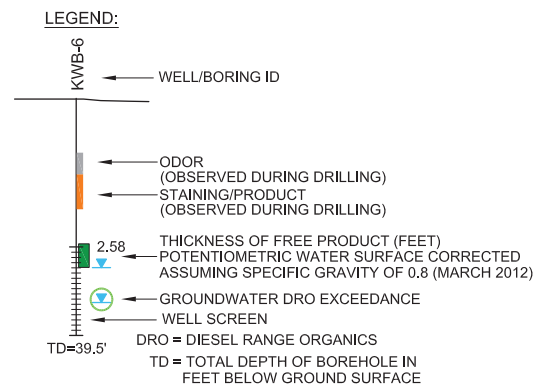 LEGEND:
KWB-6
WELL/BORING ID
ODOR
(OBSERVED DURING DRILLING)
STAINING/PRODUCT
(OBSERVED DURING DRILLING)
THICKNESS OF FREE PRODUCT (FEET)
2.58
POTENTIOMETRIC WATER SURFACE CORRECTED
ASSUMING SPECIFIC GRAVITY OF 0.8 (MARCH 2012)
GROUNDWATER DRO EXCEEDANCE
WELL SCREEN
DRO = DIESEL RANGE ORGANICS
TD=39.5'
TD = TOTAL DEPTH OF BOREHOLE IN
FEET BELOW GROUND SURFACE